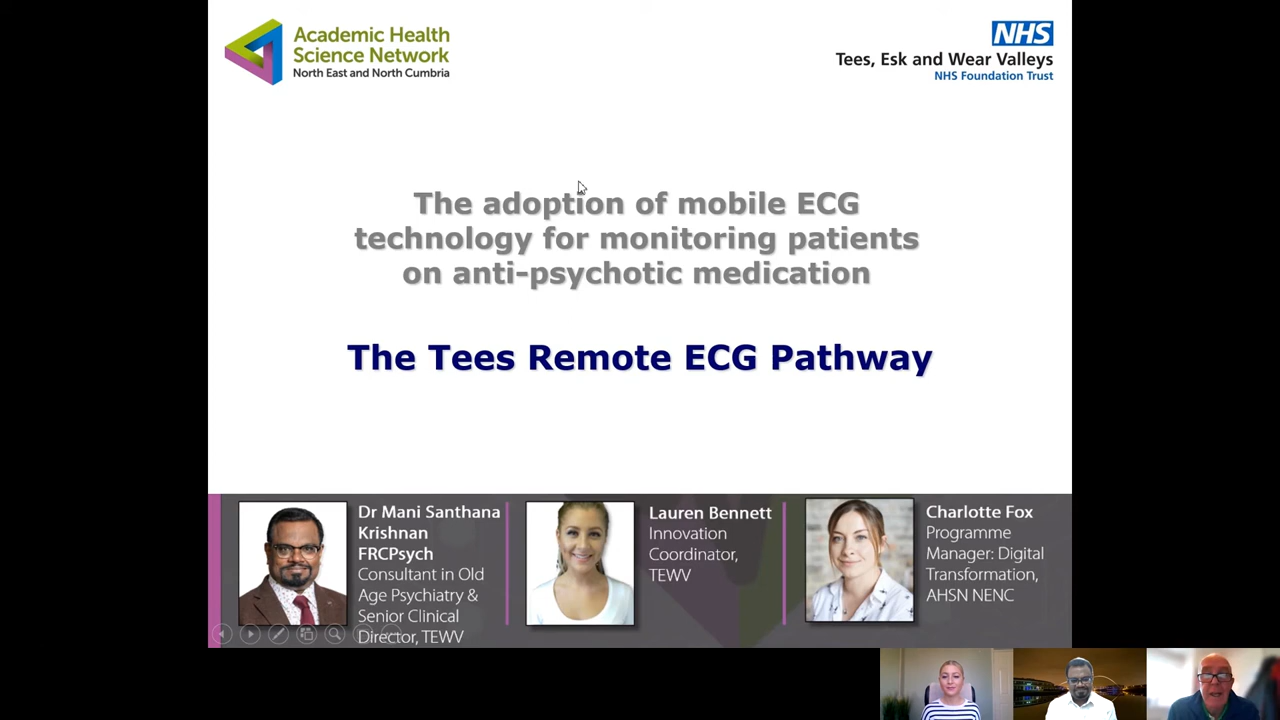 Academic Health
Science Network
North East and North Cumbria
NHS
Tees, Esk and Wear Valleys
NHS Foundation Trust
The adoption of mobile ECG
technology for monitoring patients
on anti-psychotic medication
The Tees Remote ECG Pathway
Dr Mani Santhana
Krishnan
FRCPsych
Consultant in Old
Age Psychiatry &
Senior Clinical
Director, TEWV
Lauren Bennett
Innovation
Coordinator,
TEWV
Charlotte Fox
Programme
Manager: Digital
Transformation,
AHSN NENC